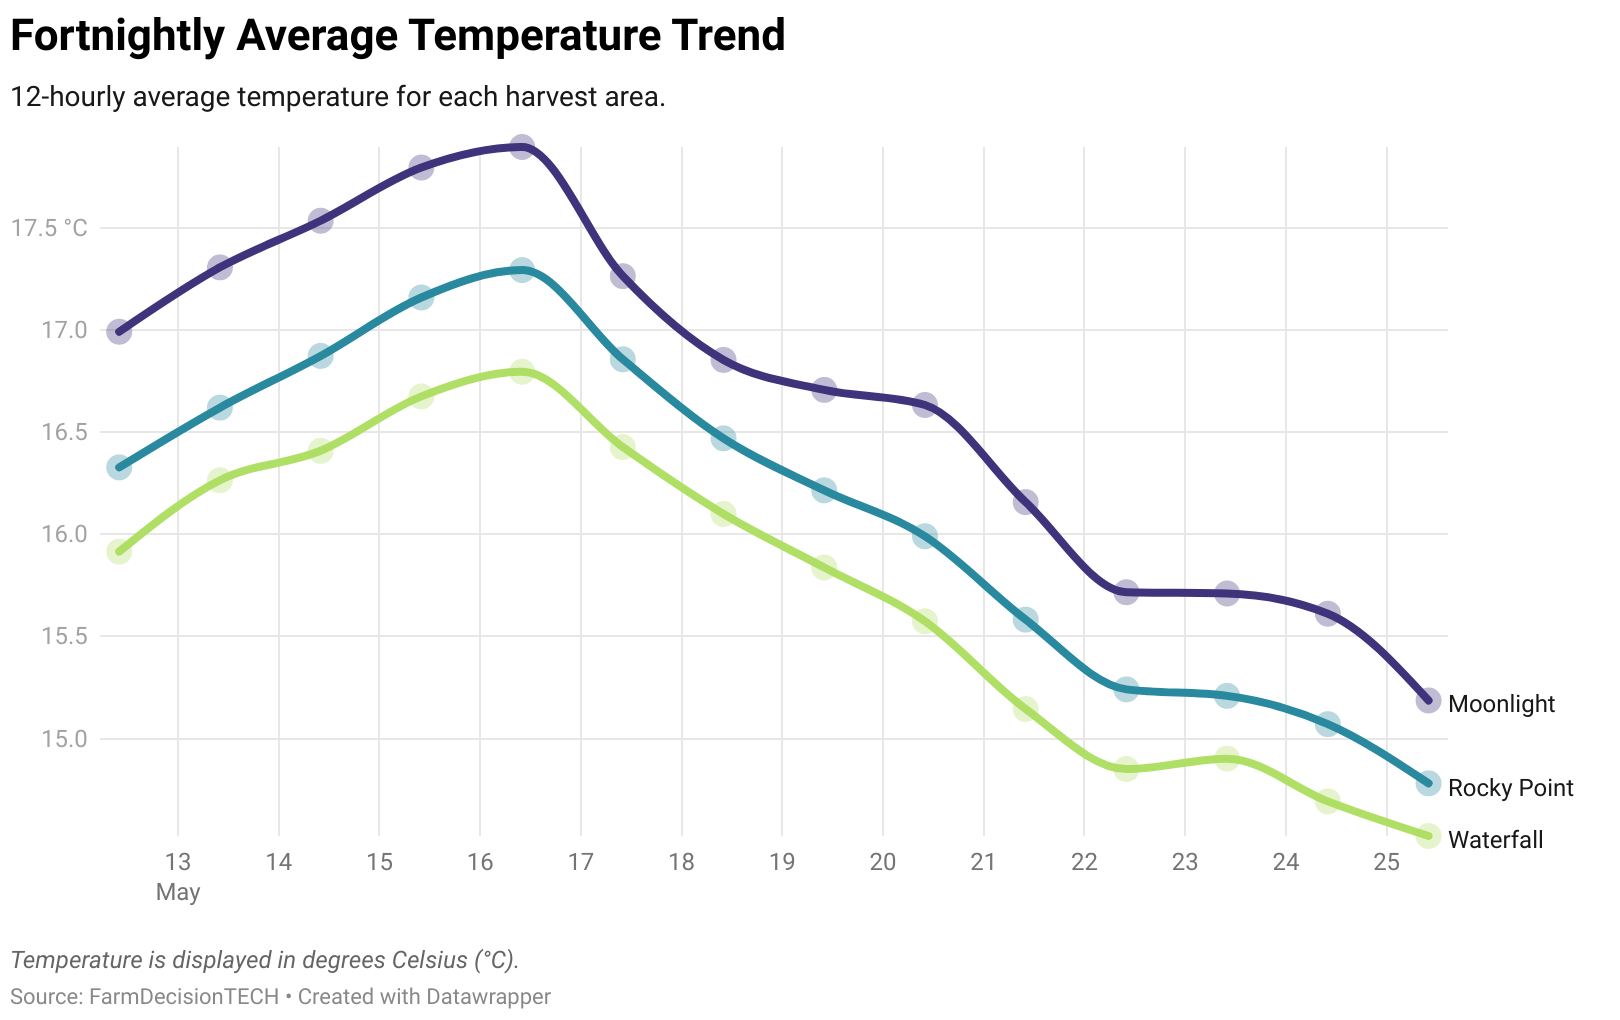 Fortnightly Average Temperature Trend
12-hourly average temperature for each harvest area.
17.5 °C
17.0
16.5
16.0
15.5
15.0
Moonlight
Rocky Point
Waterfall
13 14 15 16 17 18 19 20 21 22 23 24 25
May
Temperature is displayed in degrees Celsius (°C).
Source: FarmDecisionTECH • Created with Datawrapper